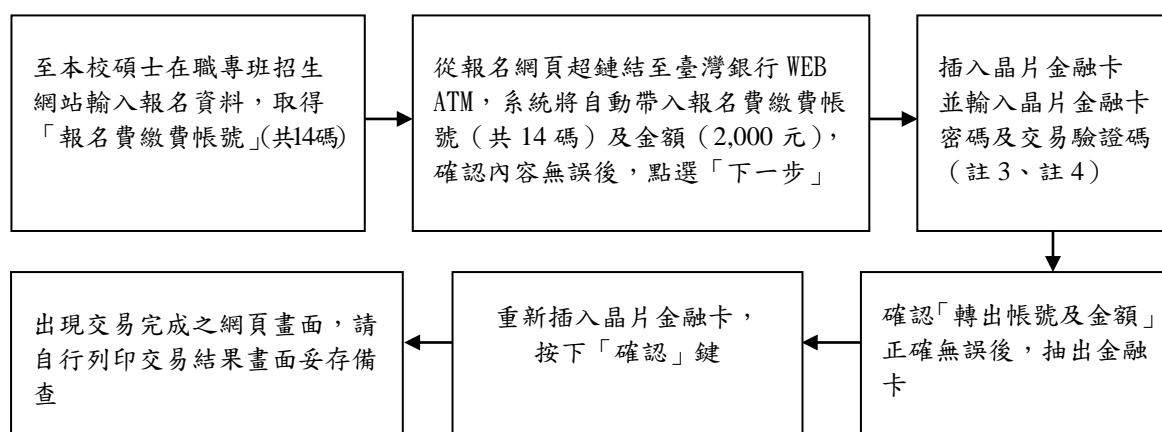 至本校碩士在職專班招生
網站輸入報名資料，取得
「報名費繳費帳號」(共14碼)
從報名網頁超鏈結至臺灣銀行 WEB
ATM，系統將自動帶入報名費繳費帳
號（共 14 碼）及金額（2,000 元），
確認內容無誤後，點選「下一步」
插入晶片金融卡
並輸入晶片金融卡
密碼及交易驗證碼
（註 3、註 4）
確認「轉出帳號及金額」
正確無誤後，抽出金融
卡
重新插入晶片金融卡，
按下「確認」鍵
出現交易完成之網頁畫面，請
自行列印交易結果畫面妥存備
查